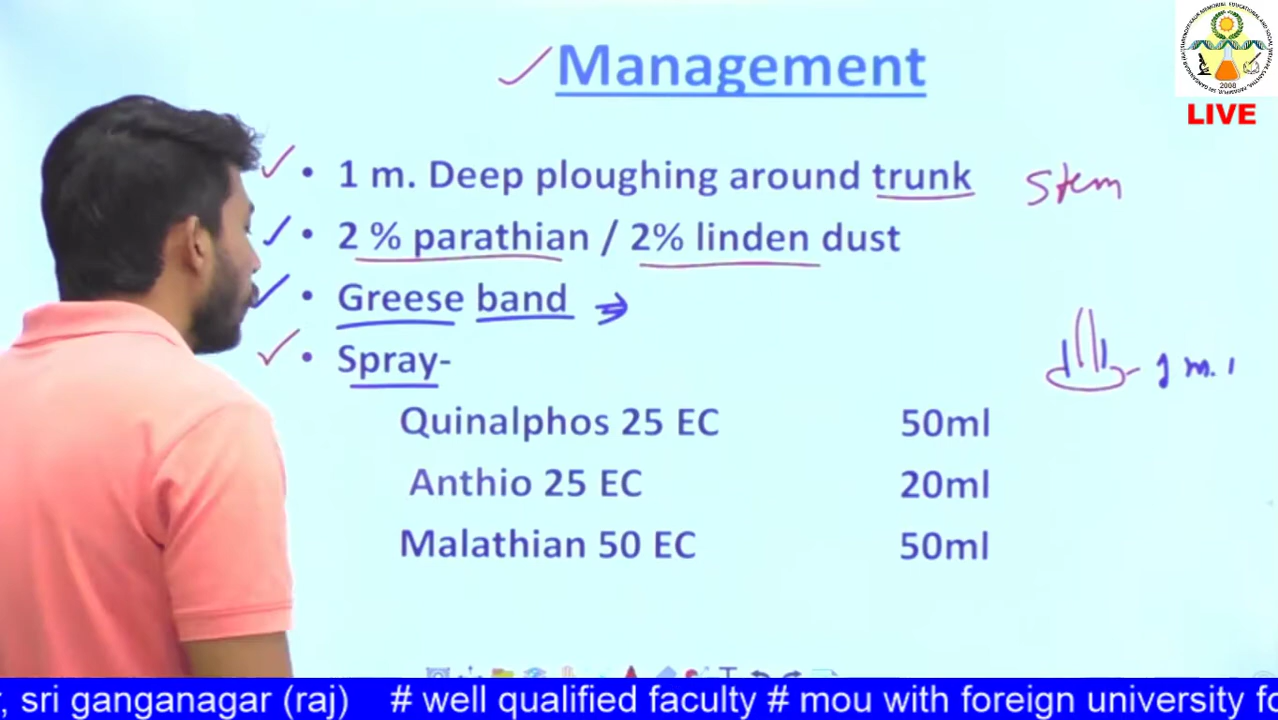 Management
LIVE
• 1 m. Deep ploughing around trunk Stem
• 2 % parathian / 2% linden dust
• Greese band
• Spray-
1 m.
Quinalphos 25 EC 50ml
Anthio 25 EC 20ml
Malathian 50 EC 50ml
2008
, sri ganganagar (raj) # well qualified faculty # mou with foreign university fo